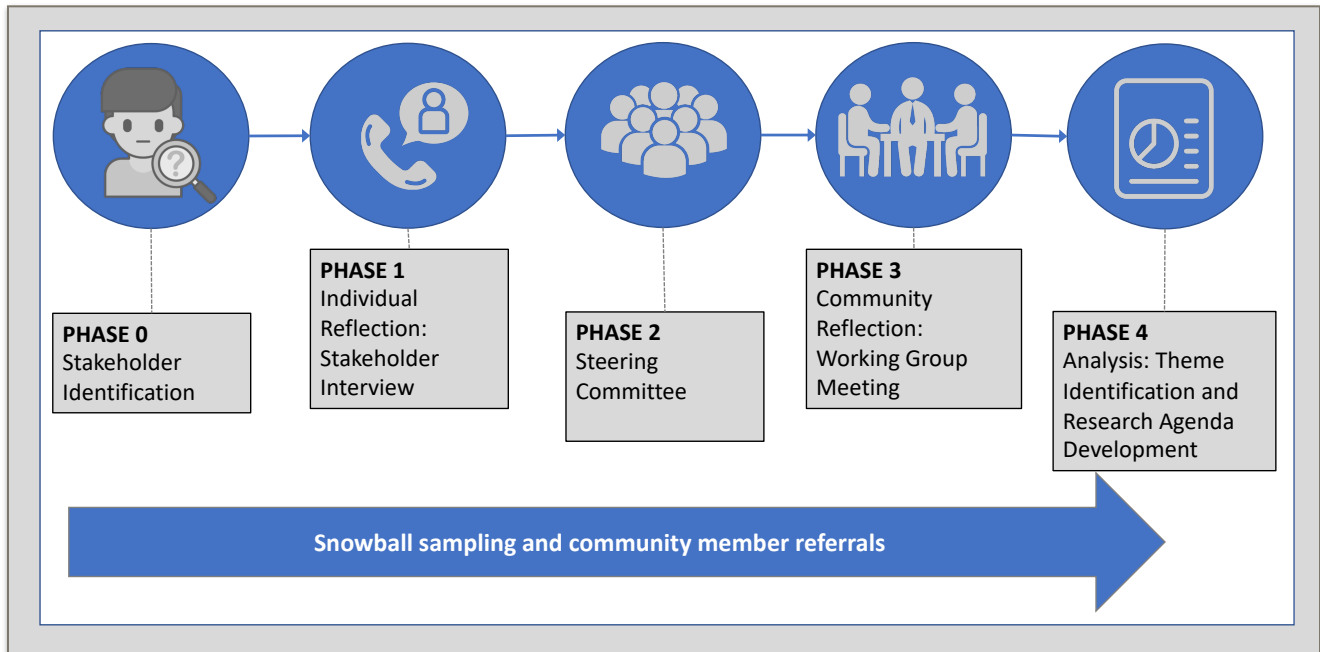 ?
PHASE 0
Stakeholder
Identification
PHASE 1
Individual
Reflection:
Stakeholder
Interview
PHASE 2
Steering
Committee
PHASE 3
Community
Reflection:
Working Group
Meeting
PHASE 4
Analysis: Theme
Identification and
Research Agenda
Development
Snowball sampling and community member referrals